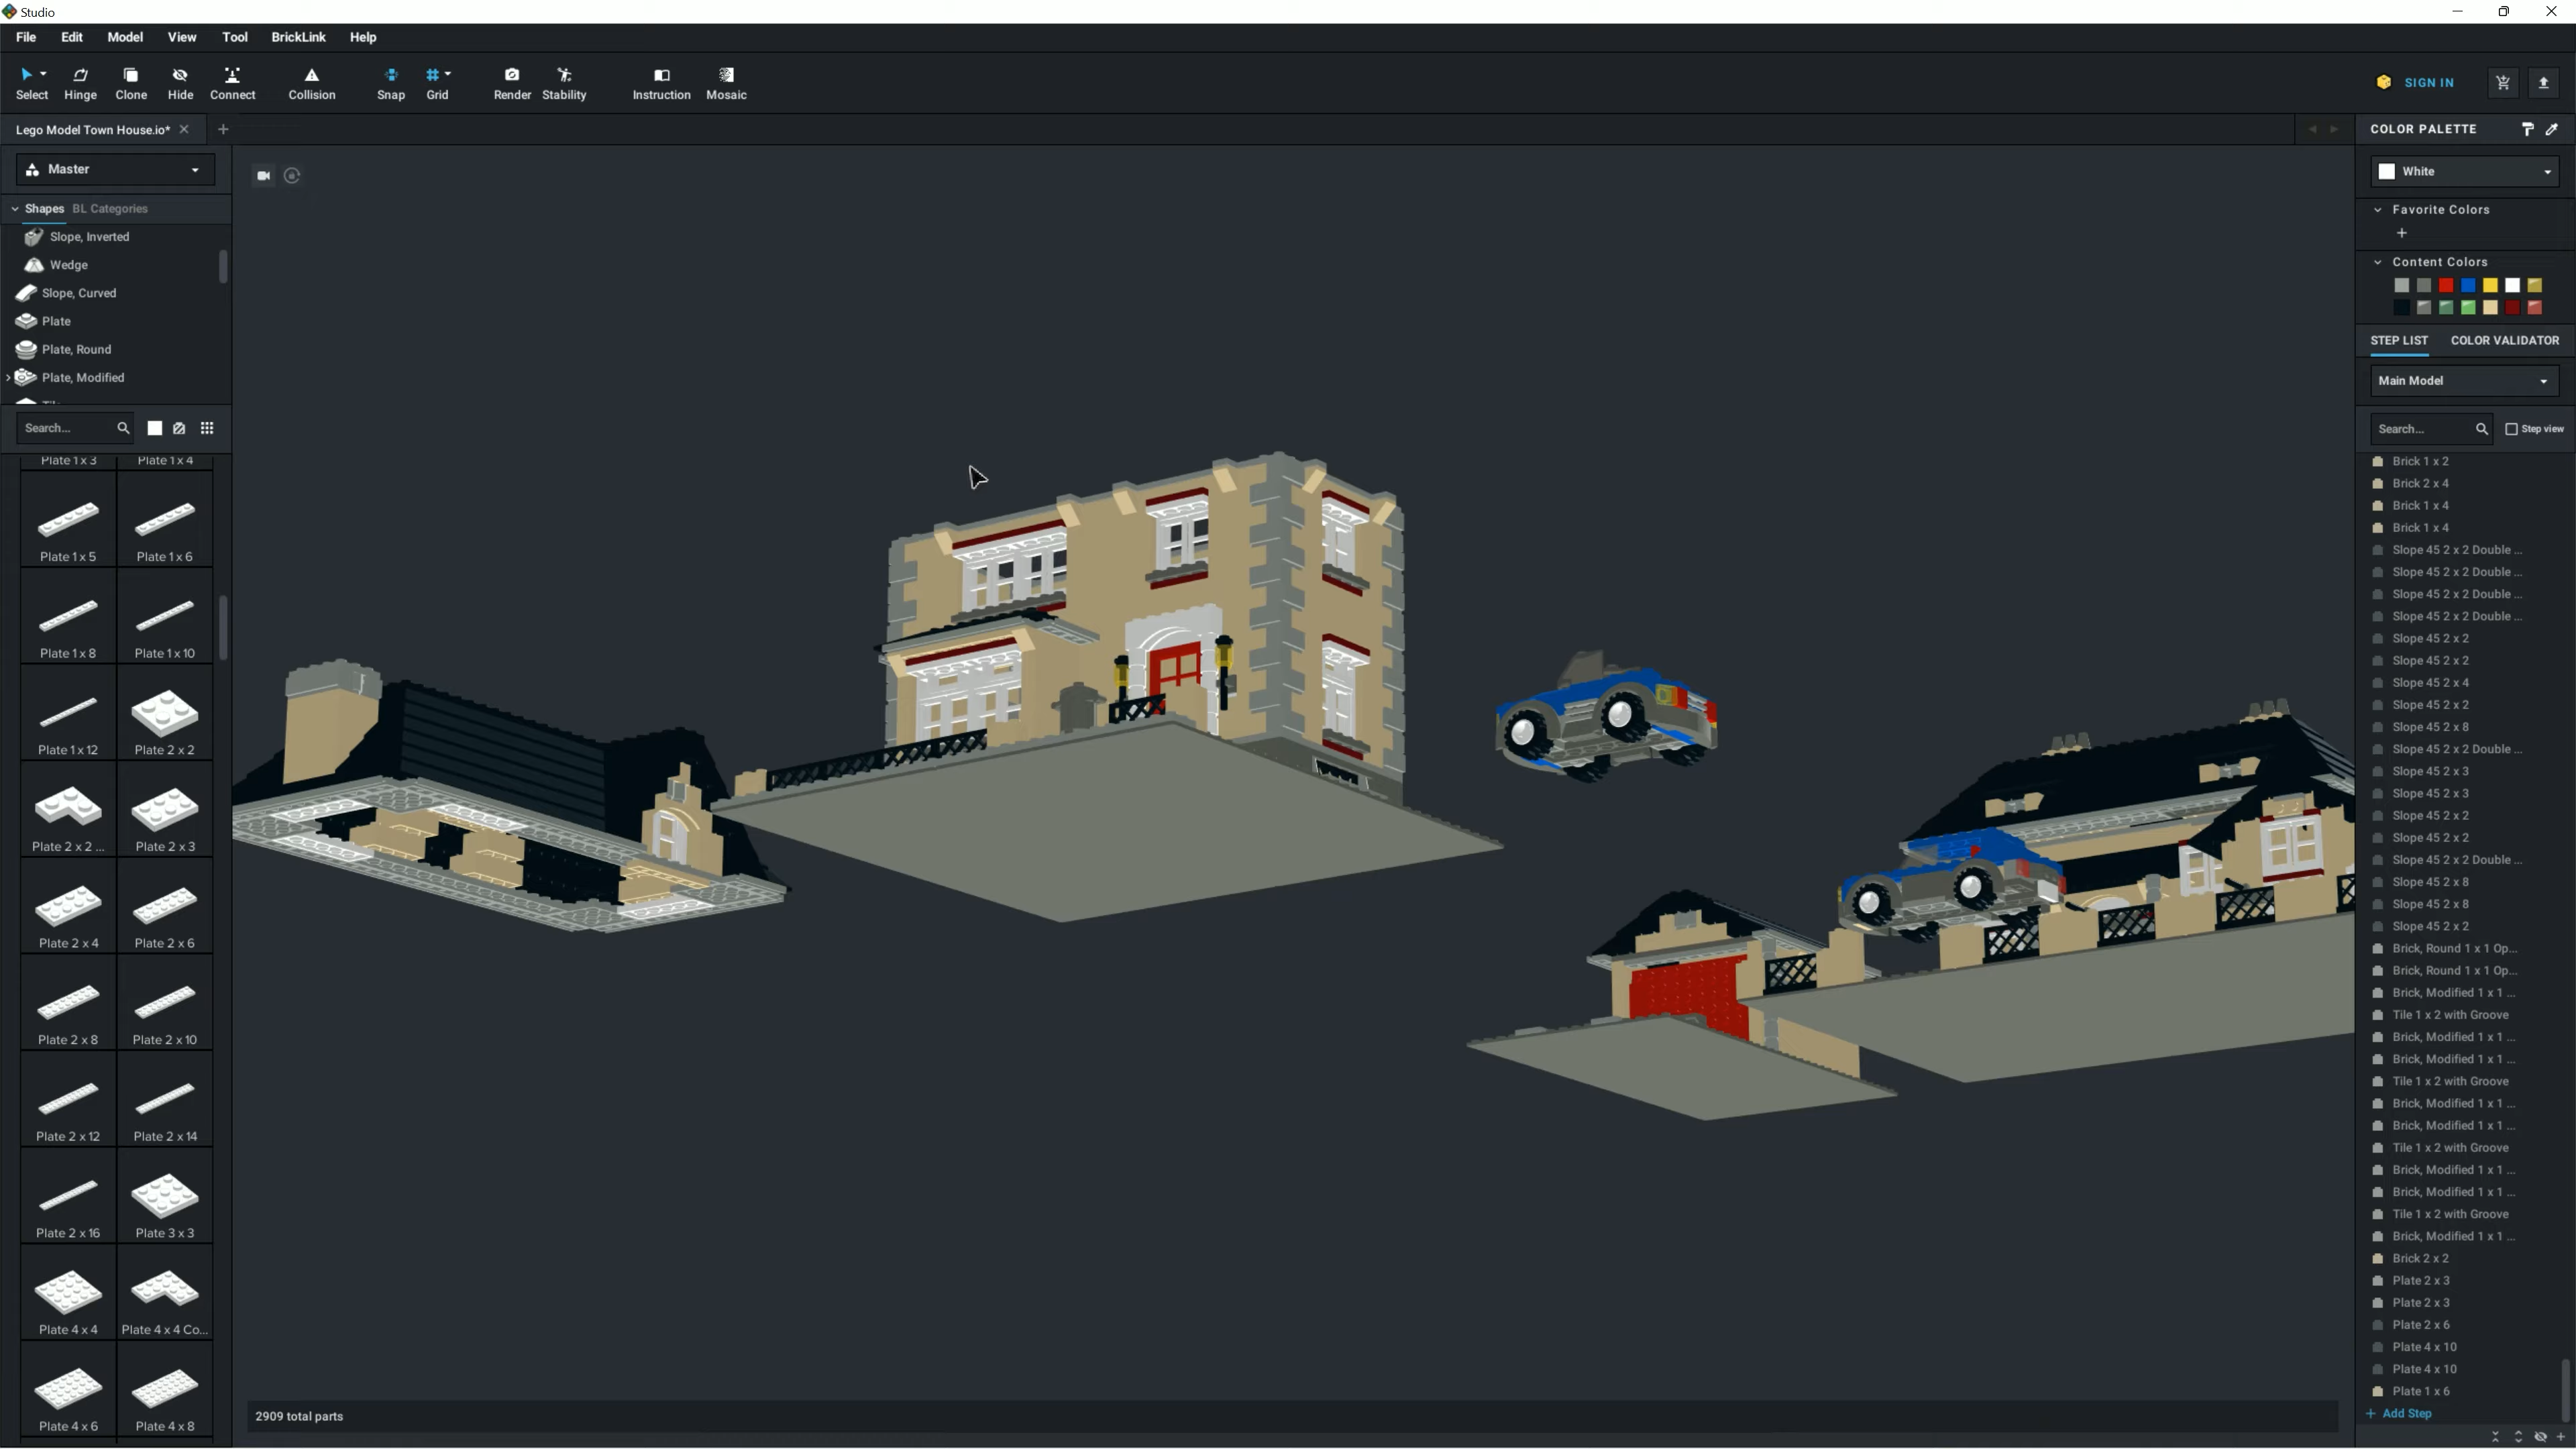 Studio
File Edit Model View Tool BrickLink Help
Select Hinge Clone Hide Connect Collision Snap Grid Render Stability Instruction Mosaic
SIGN IN
Lego Model Town House.io*
Master
Shapes BL Categories
Slope, Inverted
Wedge
Slope, Curved
Plate
Plate, Round
Plate, Modified
Search...
Plate 1 x 3 Plate 1 x 4
Plate 1 x 5 Plate 1 x 6
Plate 1 x 8 Plate 1 x 10
Plate 1 x 12 Plate 2 x 2
Plate 2 x 2 ... Plate 2 x 3
Plate 2 x 4 Plate 2 x 6
Plate 2 x 8 Plate 2 x 10
Plate 2 x 12 Plate 2 x 14
Plate 2 x 16 Plate 3 x 3
Plate 4 x 4 Plate 4 x 4 Co...
Plate 4 x 6 Plate 4 x 8
2909 total parts
COLOR PALETTE
White
Favorite Colors
+
Content Colors
STEP LIST COLOR VALIDATOR
Main Model
Search... Step view
Brick 1 x 2
Brick 2 x 4
Brick 1 x 4
Brick 1 x 4
Slope 45 2 x 2 Double ...
Slope 45 2 x 2 Double ...
Slope 45 2 x 2 Double ...
Slope 45 2 x 2 Double ...
Slope 45 2 x 2
Slope 45 2 x 2
Slope 45 2 x 4
Slope 45 2 x 2
Slope 45 2 x 8
Slope 45 2 x 2 Double ...
Slope 45 2 x 3
Slope 45 2 x 3
Slope 45 2 x 2
Slope 45 2 x 2
Slope 45 2 x 2 Double ...
Slope 45 2 x 8
Slope 45 2 x 8
Slope 45 2 x 2
Brick, Round 1 x 1 Op...
Brick, Round 1 x 1 Op...
Brick, Modified 1 x 1 ...
Tile 1 x 2 with Groove
Brick, Modified 1 x 1 ...
Brick, Modified 1 x 1 ...
Tile 1 x 2 with Groove
Brick, Modified 1 x 1 ...
Brick, Modified 1 x 1 ...
Tile 1 x 2 with Groove
Brick, Modified 1 x 1 ...
Brick, Modified 1 x 1 ...
Tile 1 x 2 with Groove
Brick, Modified 1 x 1 ...
Brick 2 x 2
Plate 2 x 3
Plate 2 x 3
Plate 2 x 6
Plate 4 x 10
Plate 4 x 10
Plate 1 x 6
+ Add Step